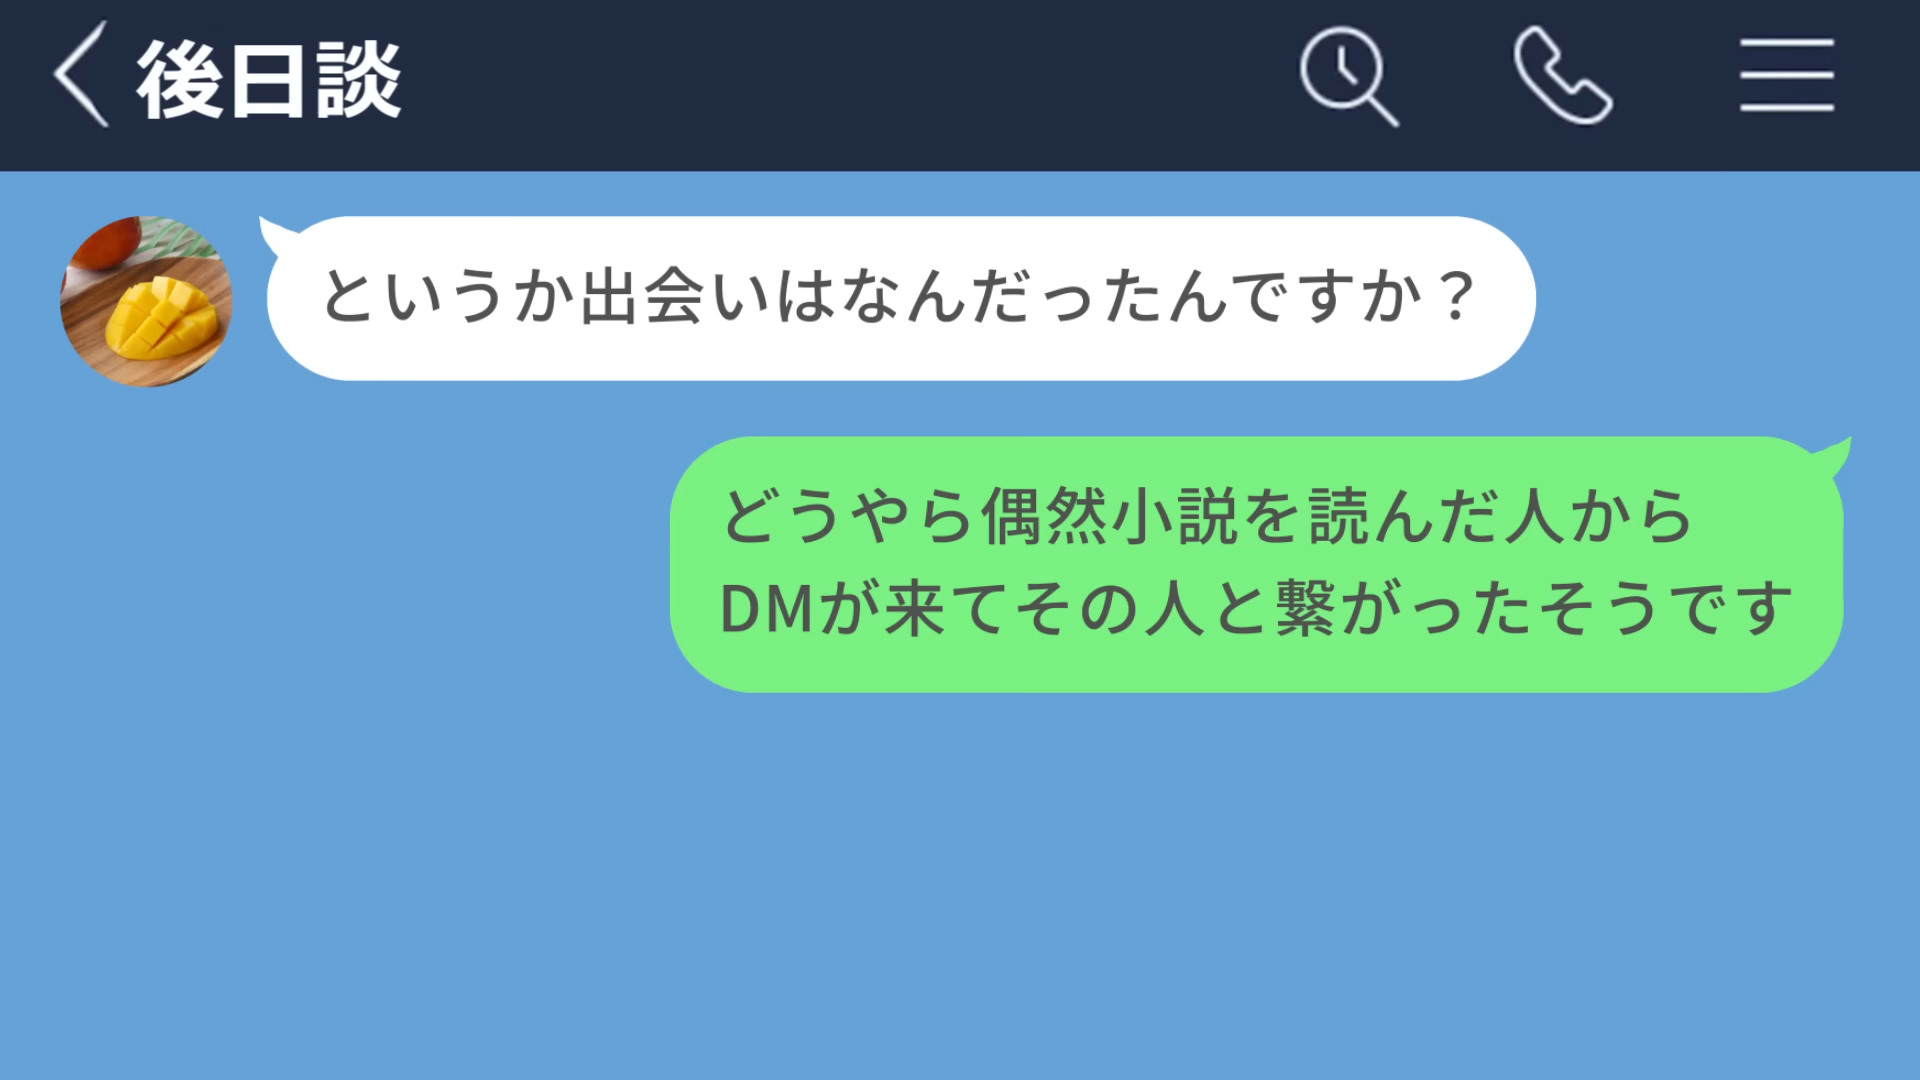 後日談
というか出会いはなんだったんですか？
どうやら偶然小説を読んだ人から
DMが来てその人と繋がったそうです